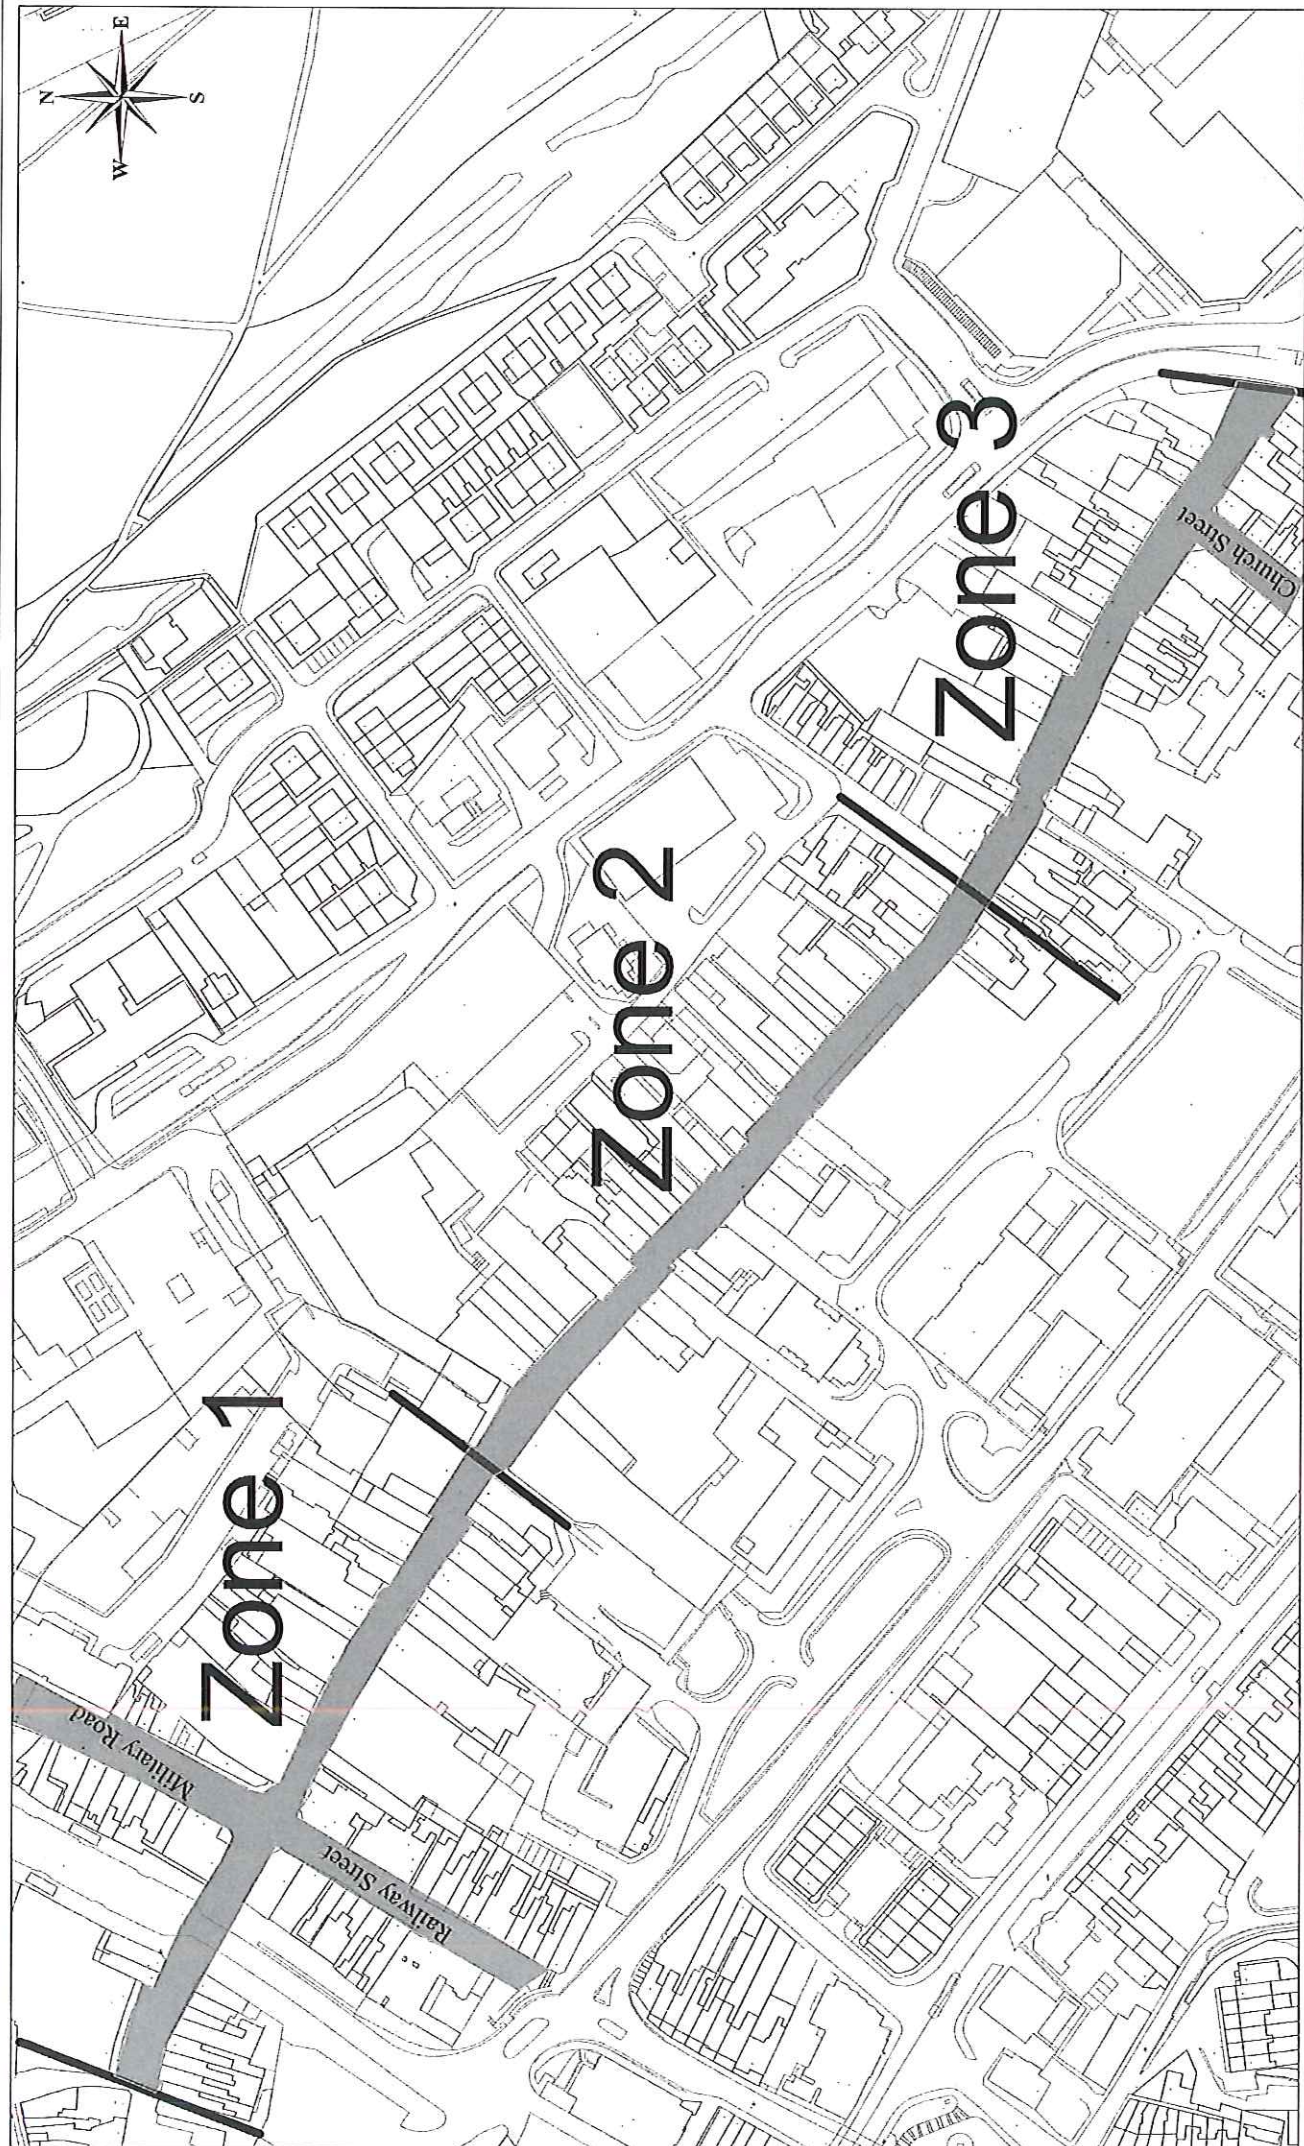 N
E
S
W
Zone 1
Zone 2
Zone 3
Military Road
Railway Street
Church Street